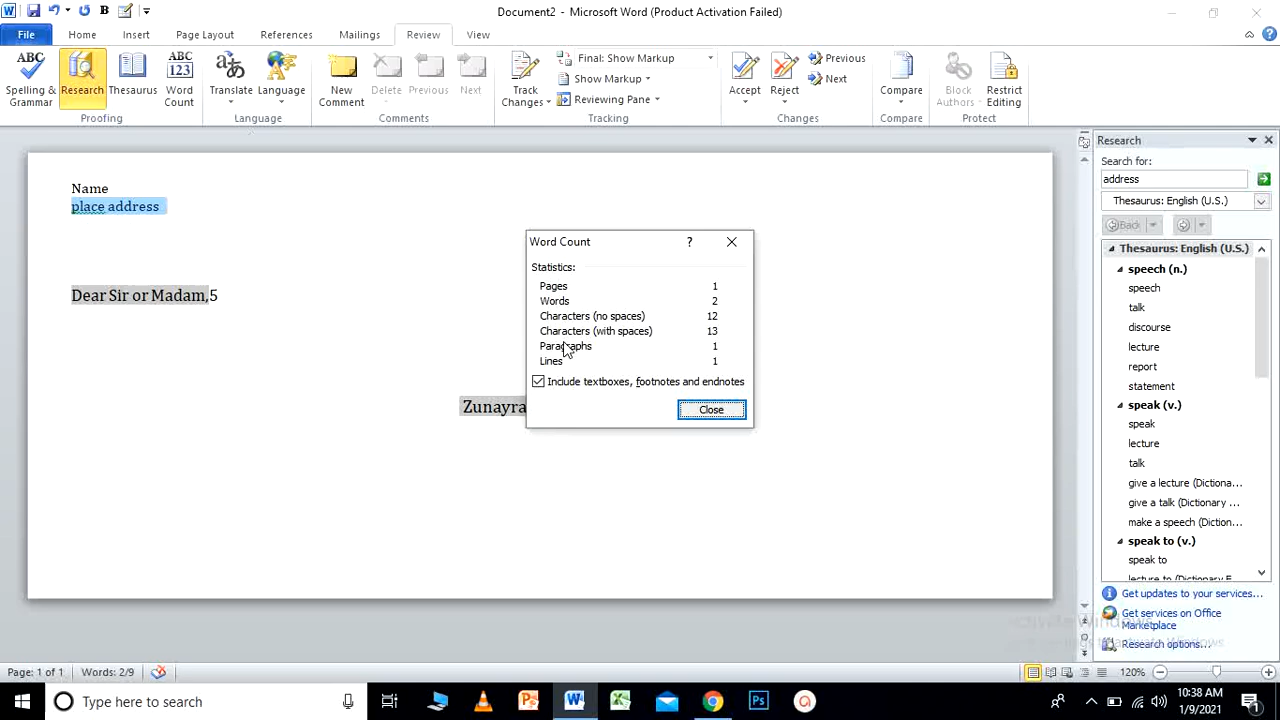 Document2 - Microsoft Word (Product Activation Failed)
File Home Insert Page Layout References Mailings Review View
ABC Spelling & Grammar
Research
Thesaurus
ABC 123 Word Count
Translate
Language
New Comment
Delete
Previous
Next
Track Changes
Final: Show Markup
Show Markup
Reviewing Pane
Accept
Reject
Previous
Next
Compare
Block Authors
Restrict Editing
Proofing Language Comments Tracking Changes Compare Protect
Name
place address
Dear Sir or Madam,5
Zunayra
Word Count
Statistics:
Pages 1
Words 2
Characters (no spaces) 12
Characters (with spaces) 13
Paragraphs 1
Lines 1
Include textboxes, footnotes and endnotes
Close
Research
Search for:
address
Thesaurus: English (U.S.)
Back
Thesaurus: English (U.S.)
speech (n.)
speech
talk
discourse
lecture
report
statement
speak (v.)
speak
lecture
talk
give a lecture (Dictiona...
give a talk (Dictionary ...
make a speech (Diction...
speak to (v.)
speak to
Get updates to your services...
Get services on Office
Marketplace
Research options...
Activate Windows
Page: 1 of 1 Words: 2/9 120%
Type here to search
10:38 AM
1/9/2021